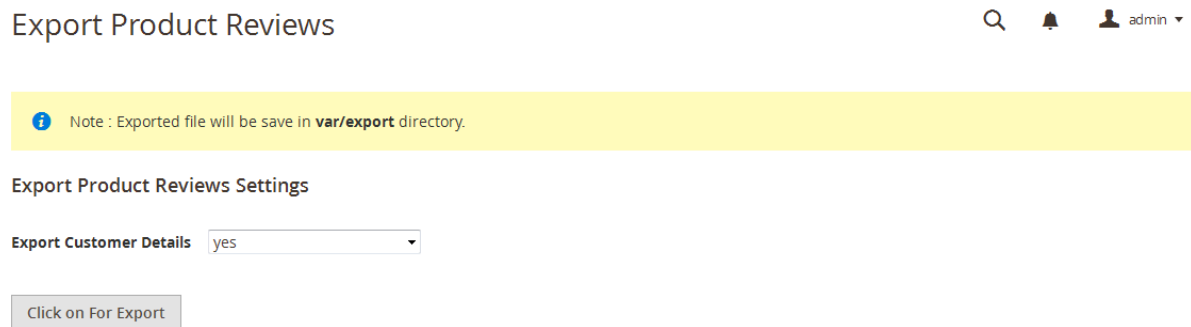 Export Product Reviews
admin
Note : Exported file will be save in var/export directory.
Export Product Reviews Settings
Export Customer Details yes
Click on For Export